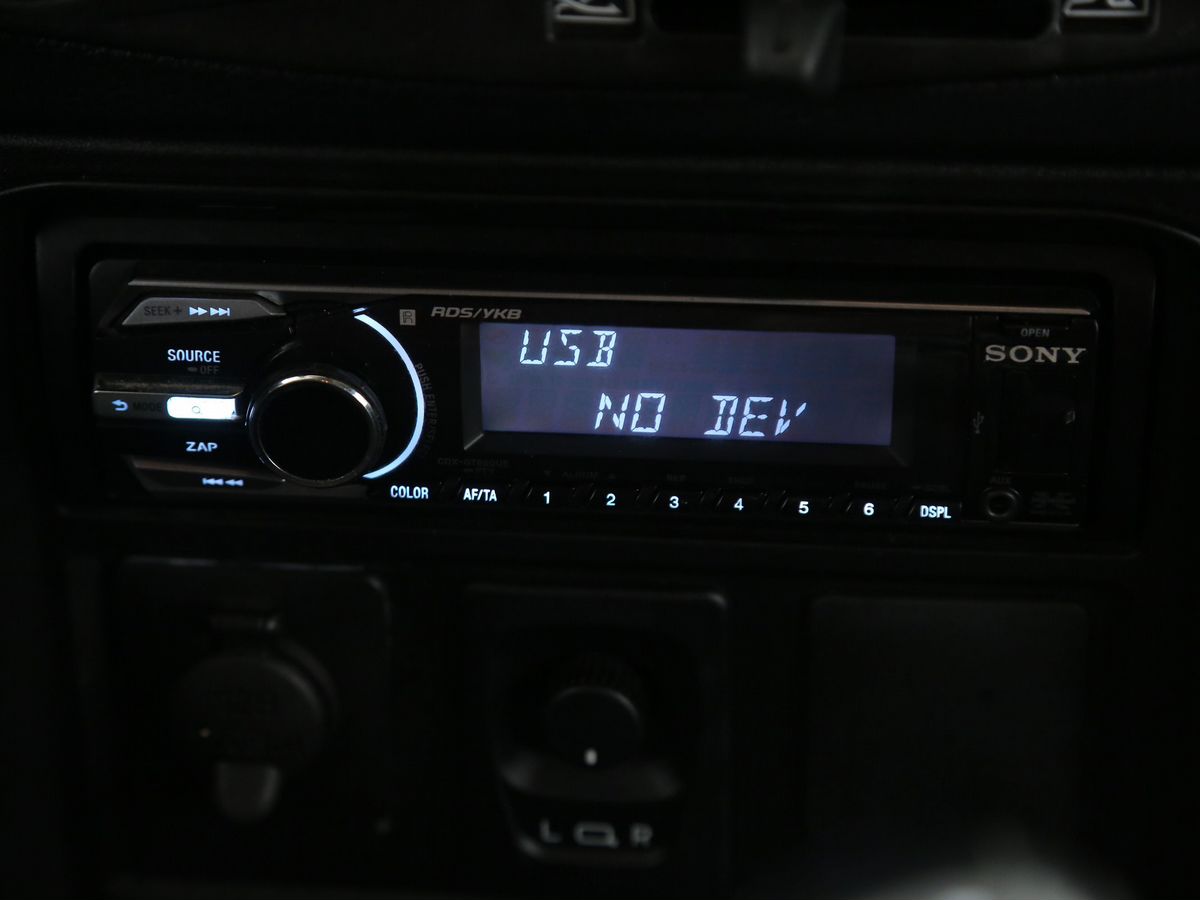 SEEK +
RDS/YKB
OPEN
SONY
SOURCE
OFF
USB
MODE
NO DEV
ZAP
ALBUM
AUX
COLOR
AF/TA
1
2
3
4
5
6
DSPL
L R